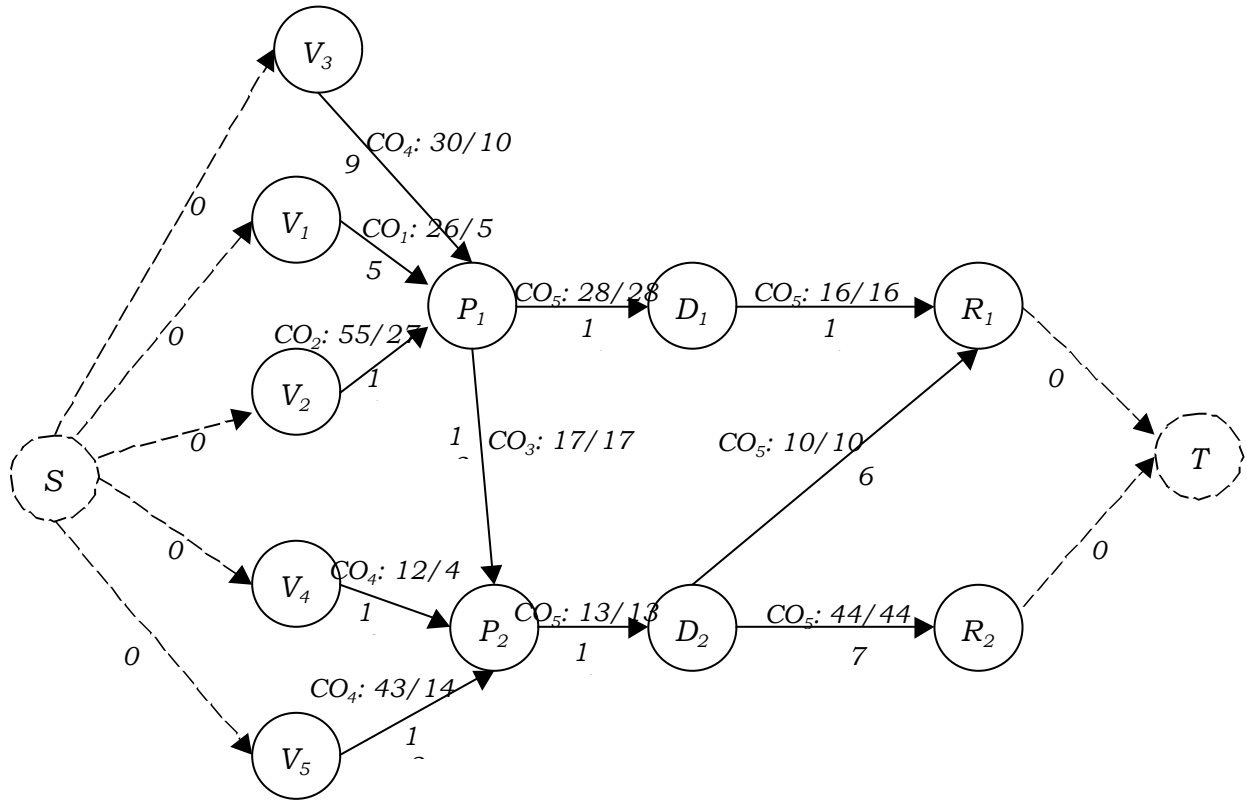 V3
CO4: 30/10
9
0
V1
CO1: 26/5
5
CO5: 28/28
CO5: 16/16
P1
D1
R1
0
CO2: 55/27
1
1
1
V2
0
0
1
CO3: 17/17
CO5: 10/10
6
S
T
0
V4
CO4: 12/4
1
0
CO5: 13/13
P2
D2
CO5: 44/44
R2
0
1
7
CO4: 43/14
1
V5